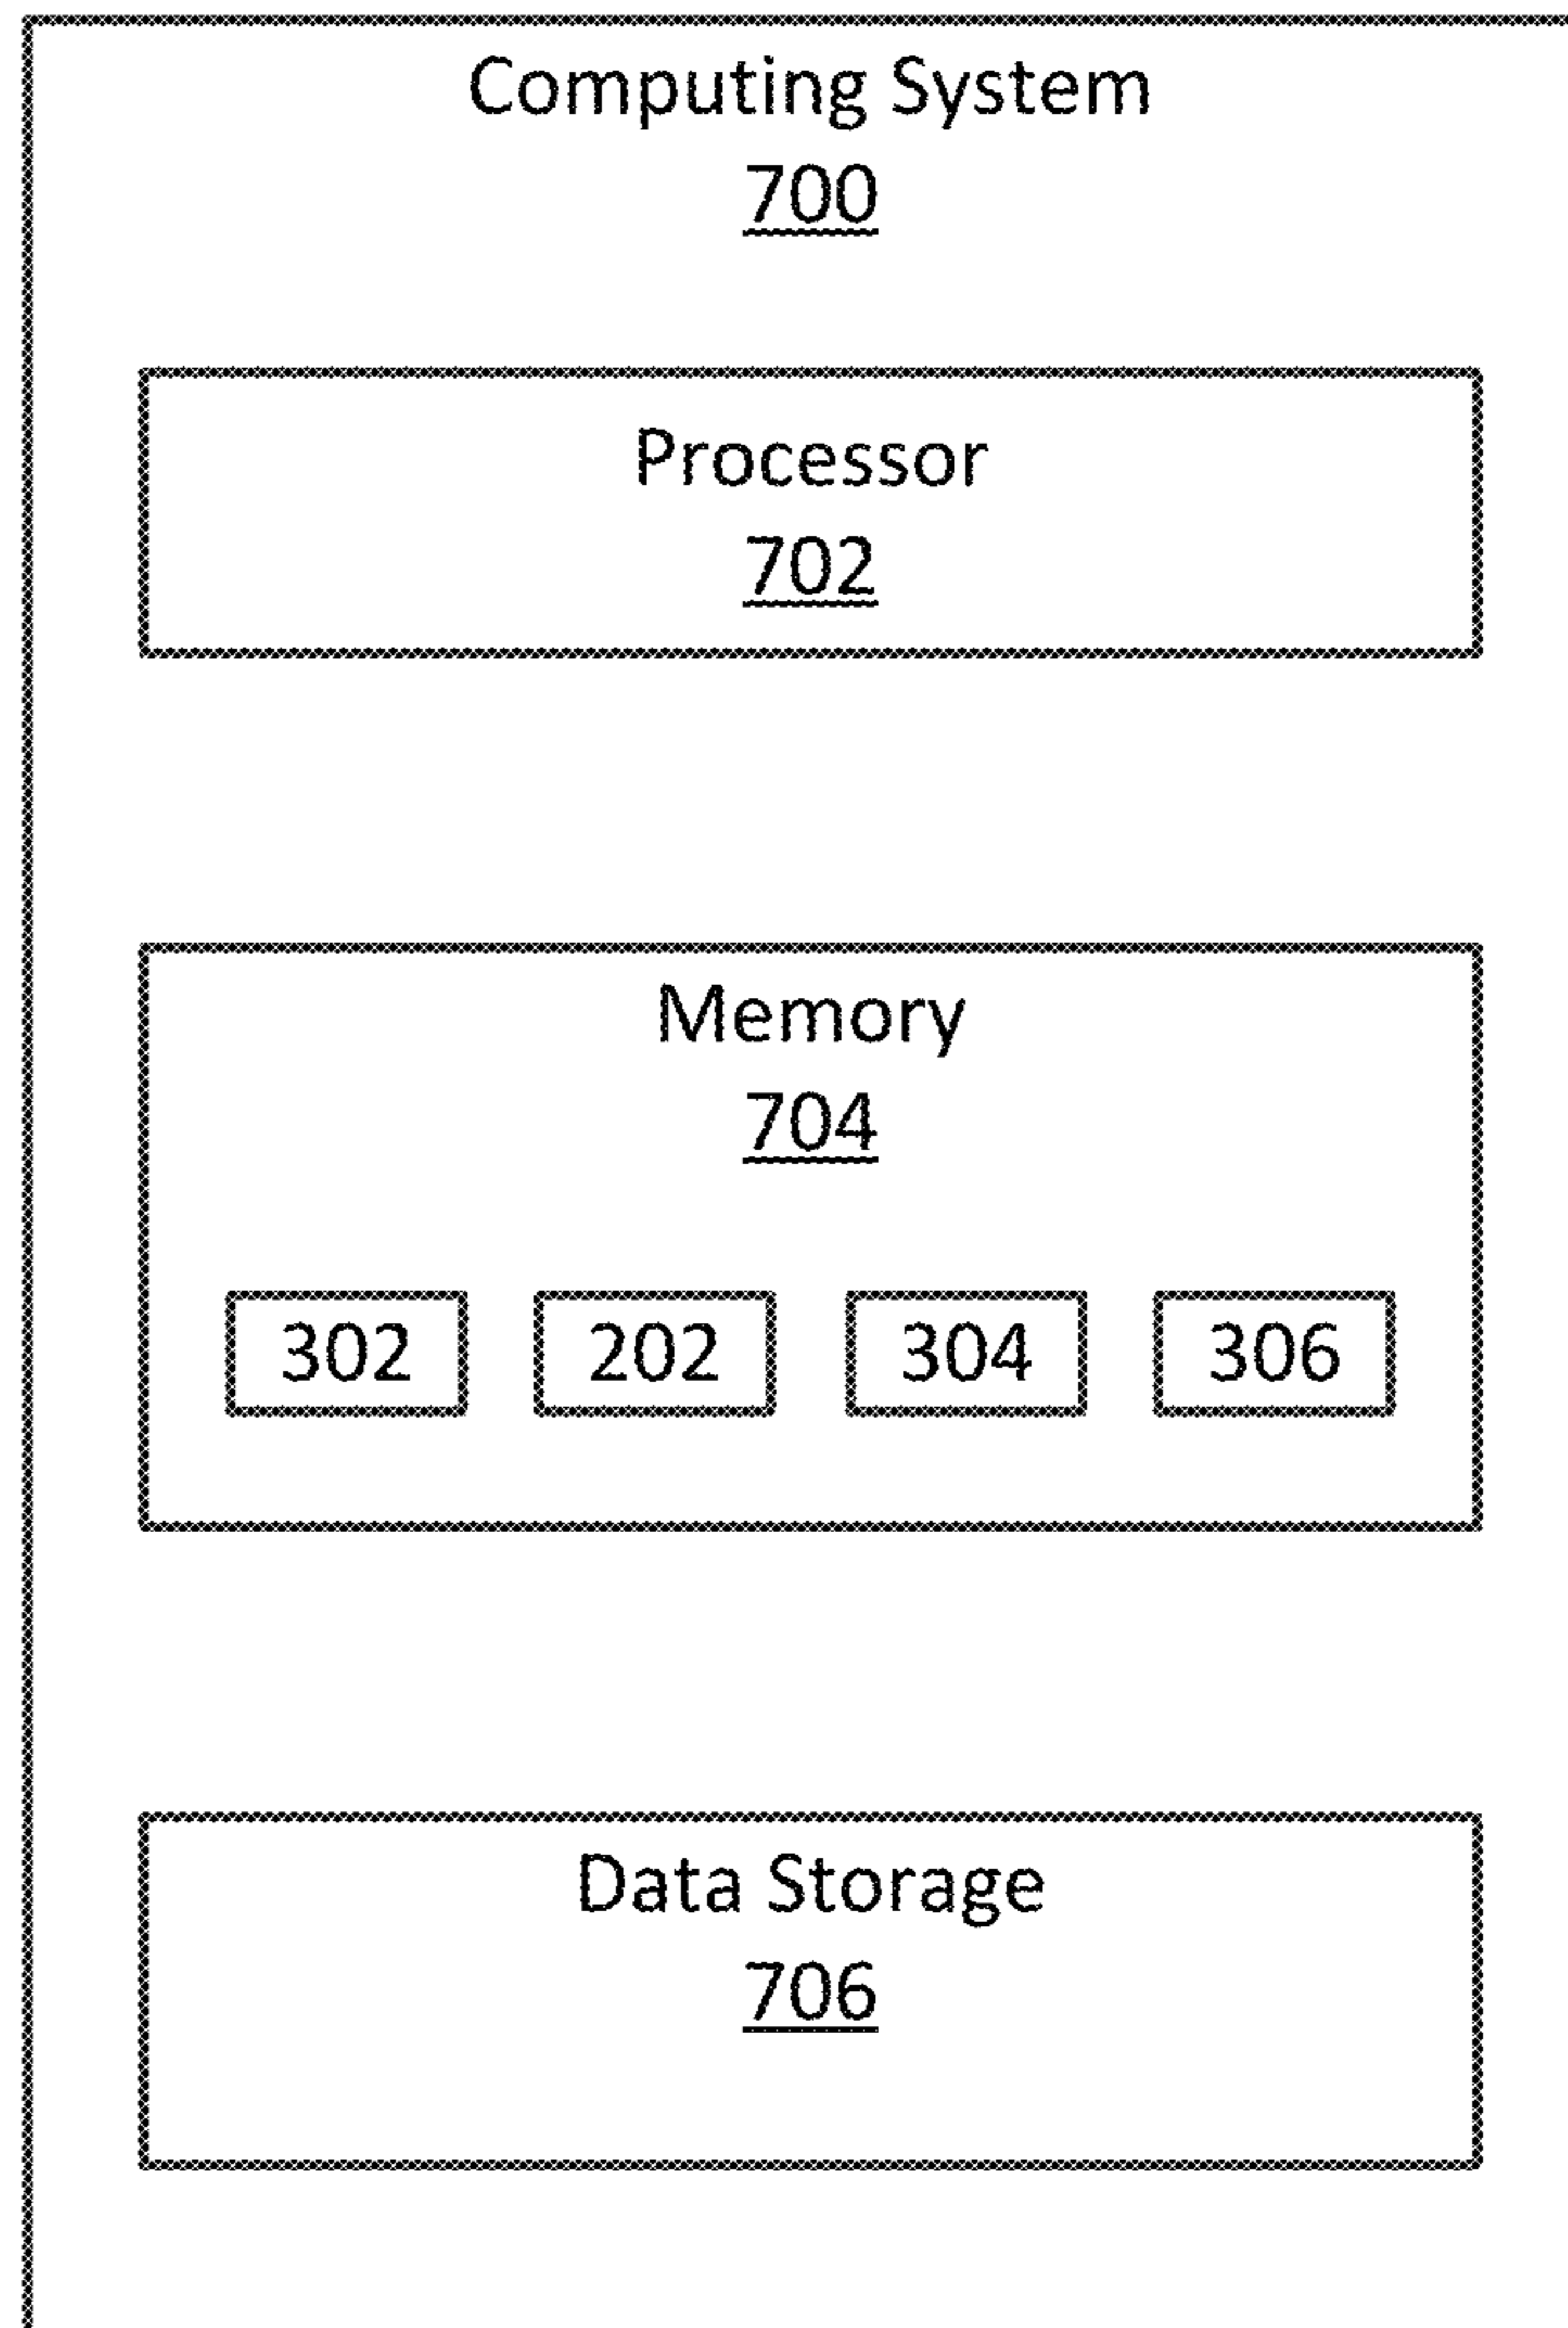 Computing System
700
Processor
702
Memory
704
302 202 304 306
Data Storage
706